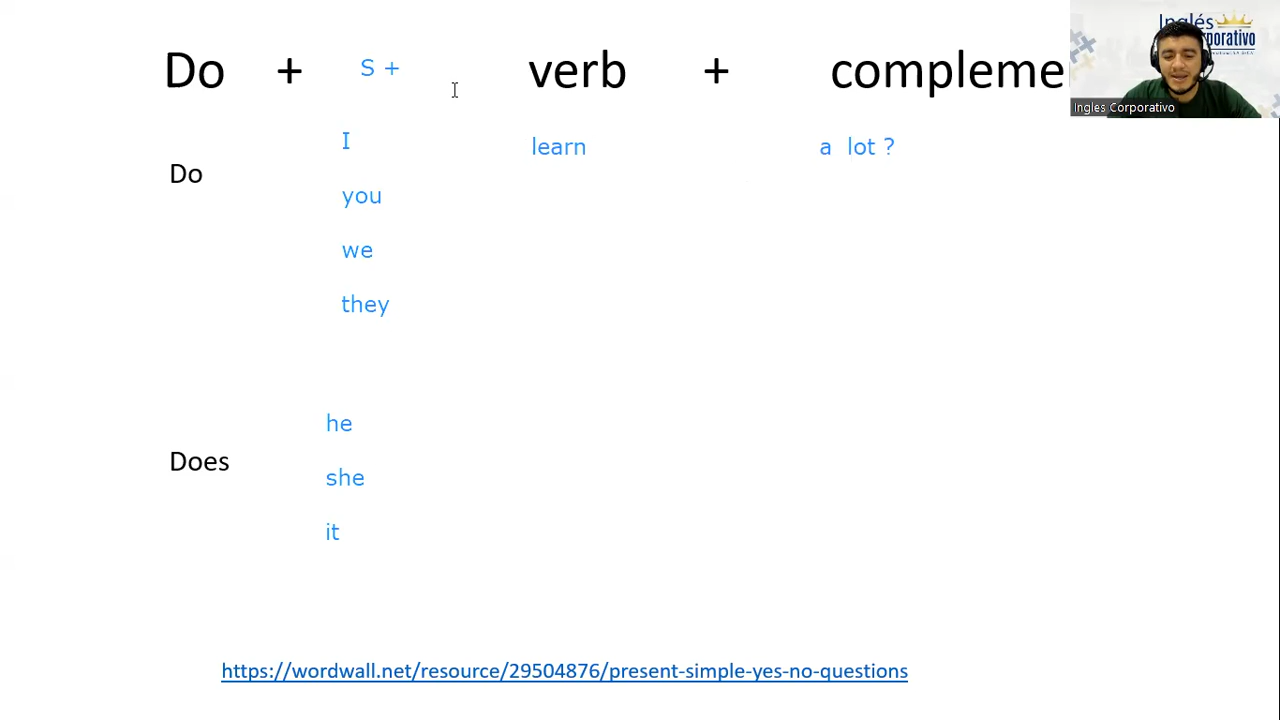 Do + S + verb + compleme
I learn a lot ?
Do
you
we
they
he
Does
she
it
https://wordwall.net/resource/29504876/present-simple-yes-no-questions
Inglés
rporativo
Ingles Corporativo